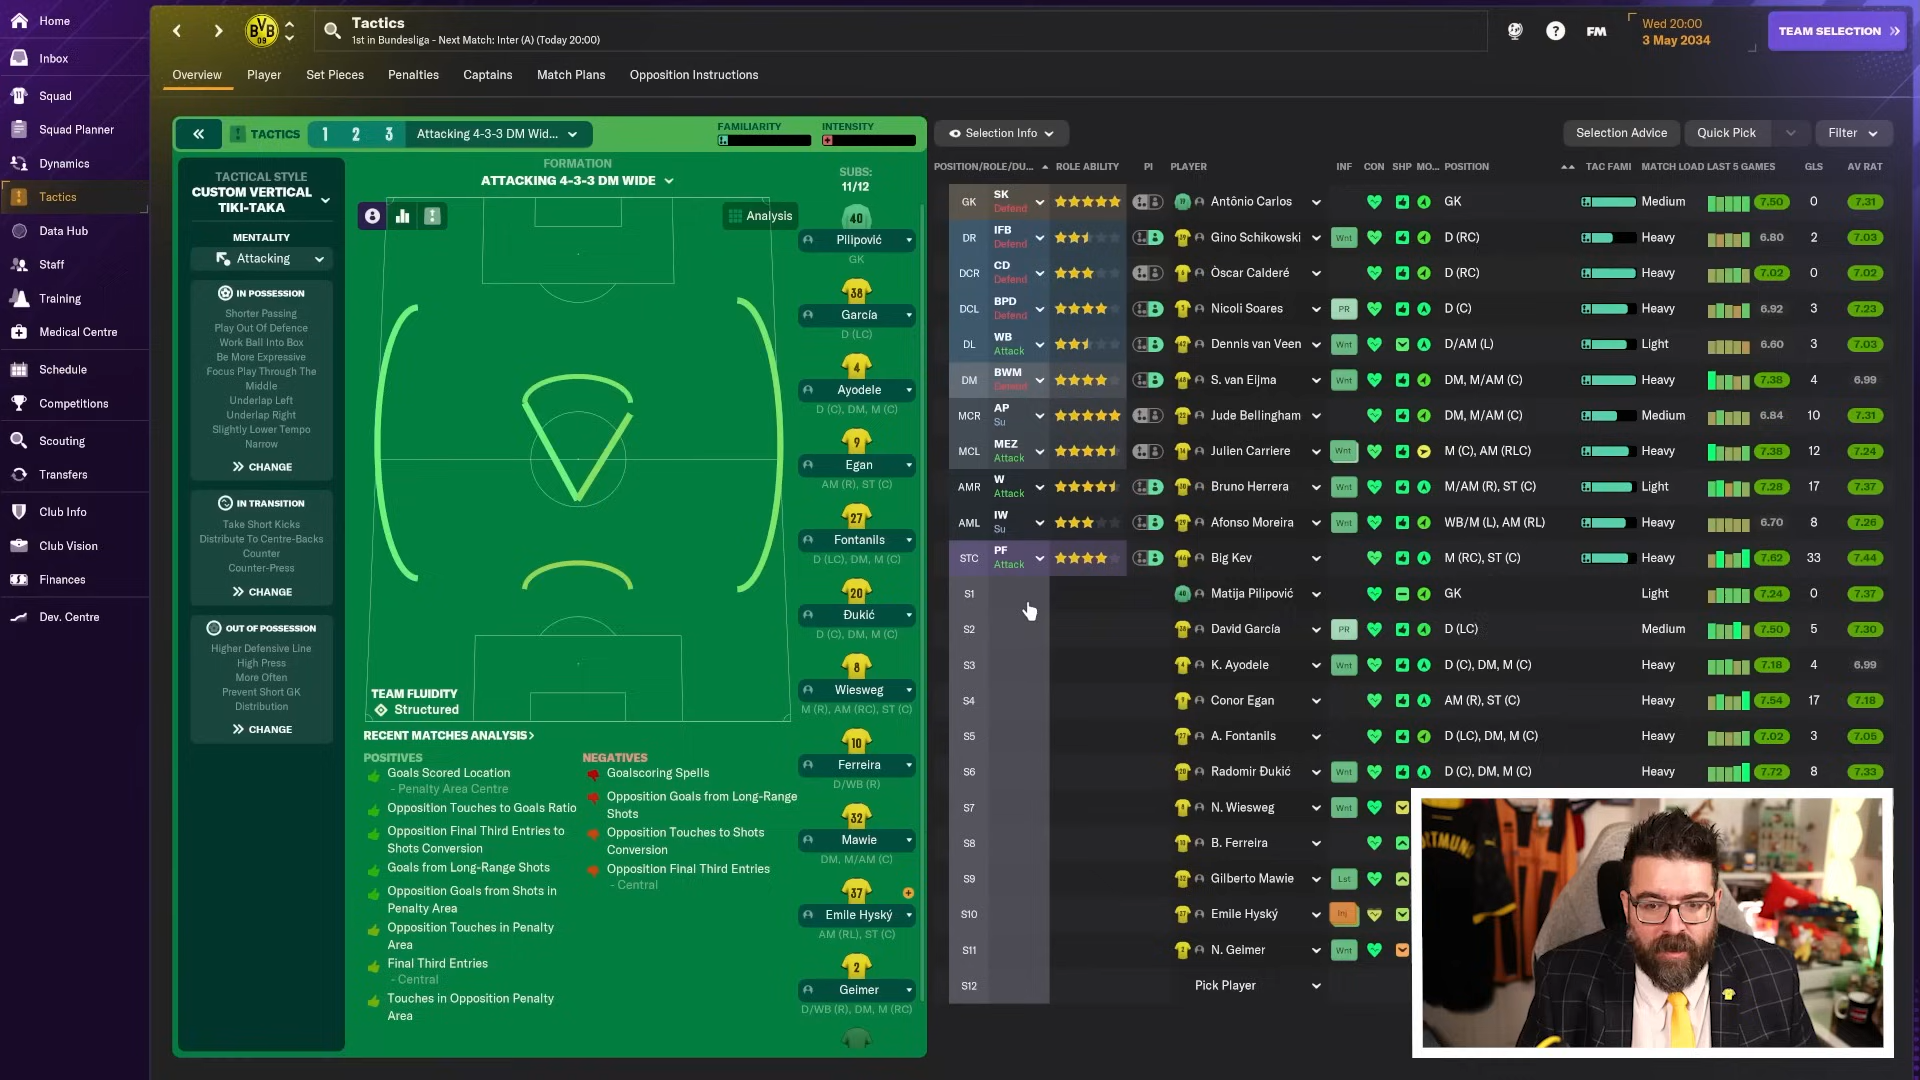 Home
Inbox
Squad
Squad Planner
Dynamics
Tactics
Data Hub
Staff
Training
Medical Centre
Schedule
Competitions
Scouting
Transfers
Club Info
Club Vision
Finances
Dev. Centre
BVB
09
Tactics
1st in Bundesliga - Next Match: Inter (A) (Today 20:00)
FM
Wed 20:00
3 May 2034
TEAM SELECTION
Overview
Player
Set Pieces
Penalties
Captains
Match Plans
Opposition Instructions
TACTICS
1 2 3
Attacking 4-3-3 DM Wid...
FAMILIARITY
INTENSITY
TACTICAL STYLE
CUSTOM VERTICAL
TIKI-TAKA
MENTALITY
Attacking
IN POSSESSION
Shorter Passing
Play Out Of Defence
Work Ball Into Box
Be More Expressive
Focus Play Through The
Middle
Underlap Left
Underlap Right
Slightly Lower Tempo
Narrow
CHANGE
IN TRANSITION
Take Short Kicks
Distribute To Centre-Backs
Counter
Counter-Press
CHANGE
OUT OF POSSESSION
Higher Defensive Line
High Press
More Often
Prevent Short GK
Distribution
CHANGE
FORMATION
ATTACKING 4-3-3 DM WIDE
Analysis
TEAM FLUIDITY
Structured
RECENT MATCHES ANALYSIS>
POSITIVES
Goals Scored Location
- Penalty Area Centre
Opposition Touches to Goals Ratio
Opposition Final Third Entries to
Shots Conversion
Goals from Long-Range Shots
Opposition Goals from Shots in
Penalty Area
Opposition Touches in Penalty
Area
Final Third Entries
- Central
Touches in Opposition Penalty
Area
NEGATIVES
Goalscoring Spells
Opposition Goals from Long-Range
Shots
Opposition Touches to Shots
Conversion
Opposition Final Third Entries
- Central
SUBS:
11/12
40
Pilipović
GK
38
García
D (LC)
4
Ayodele
D (C), DM, M (C)
9
Egan
AM (R), ST (C)
27
Fontanils
D (LC), DM, M (C)
20
Đukić
D (C), DM, M (C)
8
Wiesweg
M (R), AM (RC), ST (C)
10
Ferreira
D/WB (R)
32
Mawie
DM, M/AM (C)
37
Emile Hyský
AM (RL), ST (C)
2
Geimer
D/WB (R), DM, M (RC)
Selection Info
Selection Advice
Quick Pick
Filter
POSITION/ROLE/DU... ROLE ABILITY PI PLAYER INF CON SHP MO... POSITION TAC FAMI MATCH LOAD LAST 5 GAMES GLS AV RAT
GK SK Defend Antônio Carlos GK Medium 7.50 0 7.31
DR IFB Defend Gino Schikowski Wnt D (RC) Heavy 6.80 2 7.03
DCR CD Defend Òscar Calderé D (RC) Heavy 7.02 0 7.02
DCL BPD Defend Nicoli Soares PR D (C) Heavy 6.92 3 7.23
DL WB Attack Dennis van Veen Wnt D/AM (L) Light 6.60 3 7.03
DM BWM Defend S. van Eijma Wnt DM, M/AM (C) Heavy 7.38 4 6.99
MCR AP Su Jude Bellingham DM, M/AM (C) Medium 6.84 10 7.31
MCL MEZ Attack Julien Carriere Wnt M (C), AM (RLC) Heavy 7.38 12 7.24
AMR W Attack Bruno Herrera Wnt M/AM (R), ST (C) Light 7.28 17 7.37
AML IW Su Afonso Moreira Wnt WB/M (L), AM (RL) Heavy 6.70 8 7.26
STC PF Attack Big Kev M (RC), ST (C) Heavy 7.62 33 7.44
S1 Matija Pilipović GK Light 7.24 0 7.37
S2 David García PR D (LC) Medium 7.50 5 7.30
S3 K. Ayodele Wnt D (C), DM, M (C) Heavy 7.18 4 6.99
S4 Conor Egan AM (R), ST (C) Heavy 7.54 17 7.18
S5 A. Fontanils D (LC), DM, M (C) Heavy 7.02 3 7.05
S6 Radomir Đukić Wnt D (C), DM, M (C) Heavy 7.72 8 7.33
S7 N. Wiesweg Wnt
S8 B. Ferreira
S9 Gilberto Mawie Lst
S10 Emile Hyský Inj
S11 N. Geimer Wnt
S12 Pick Player